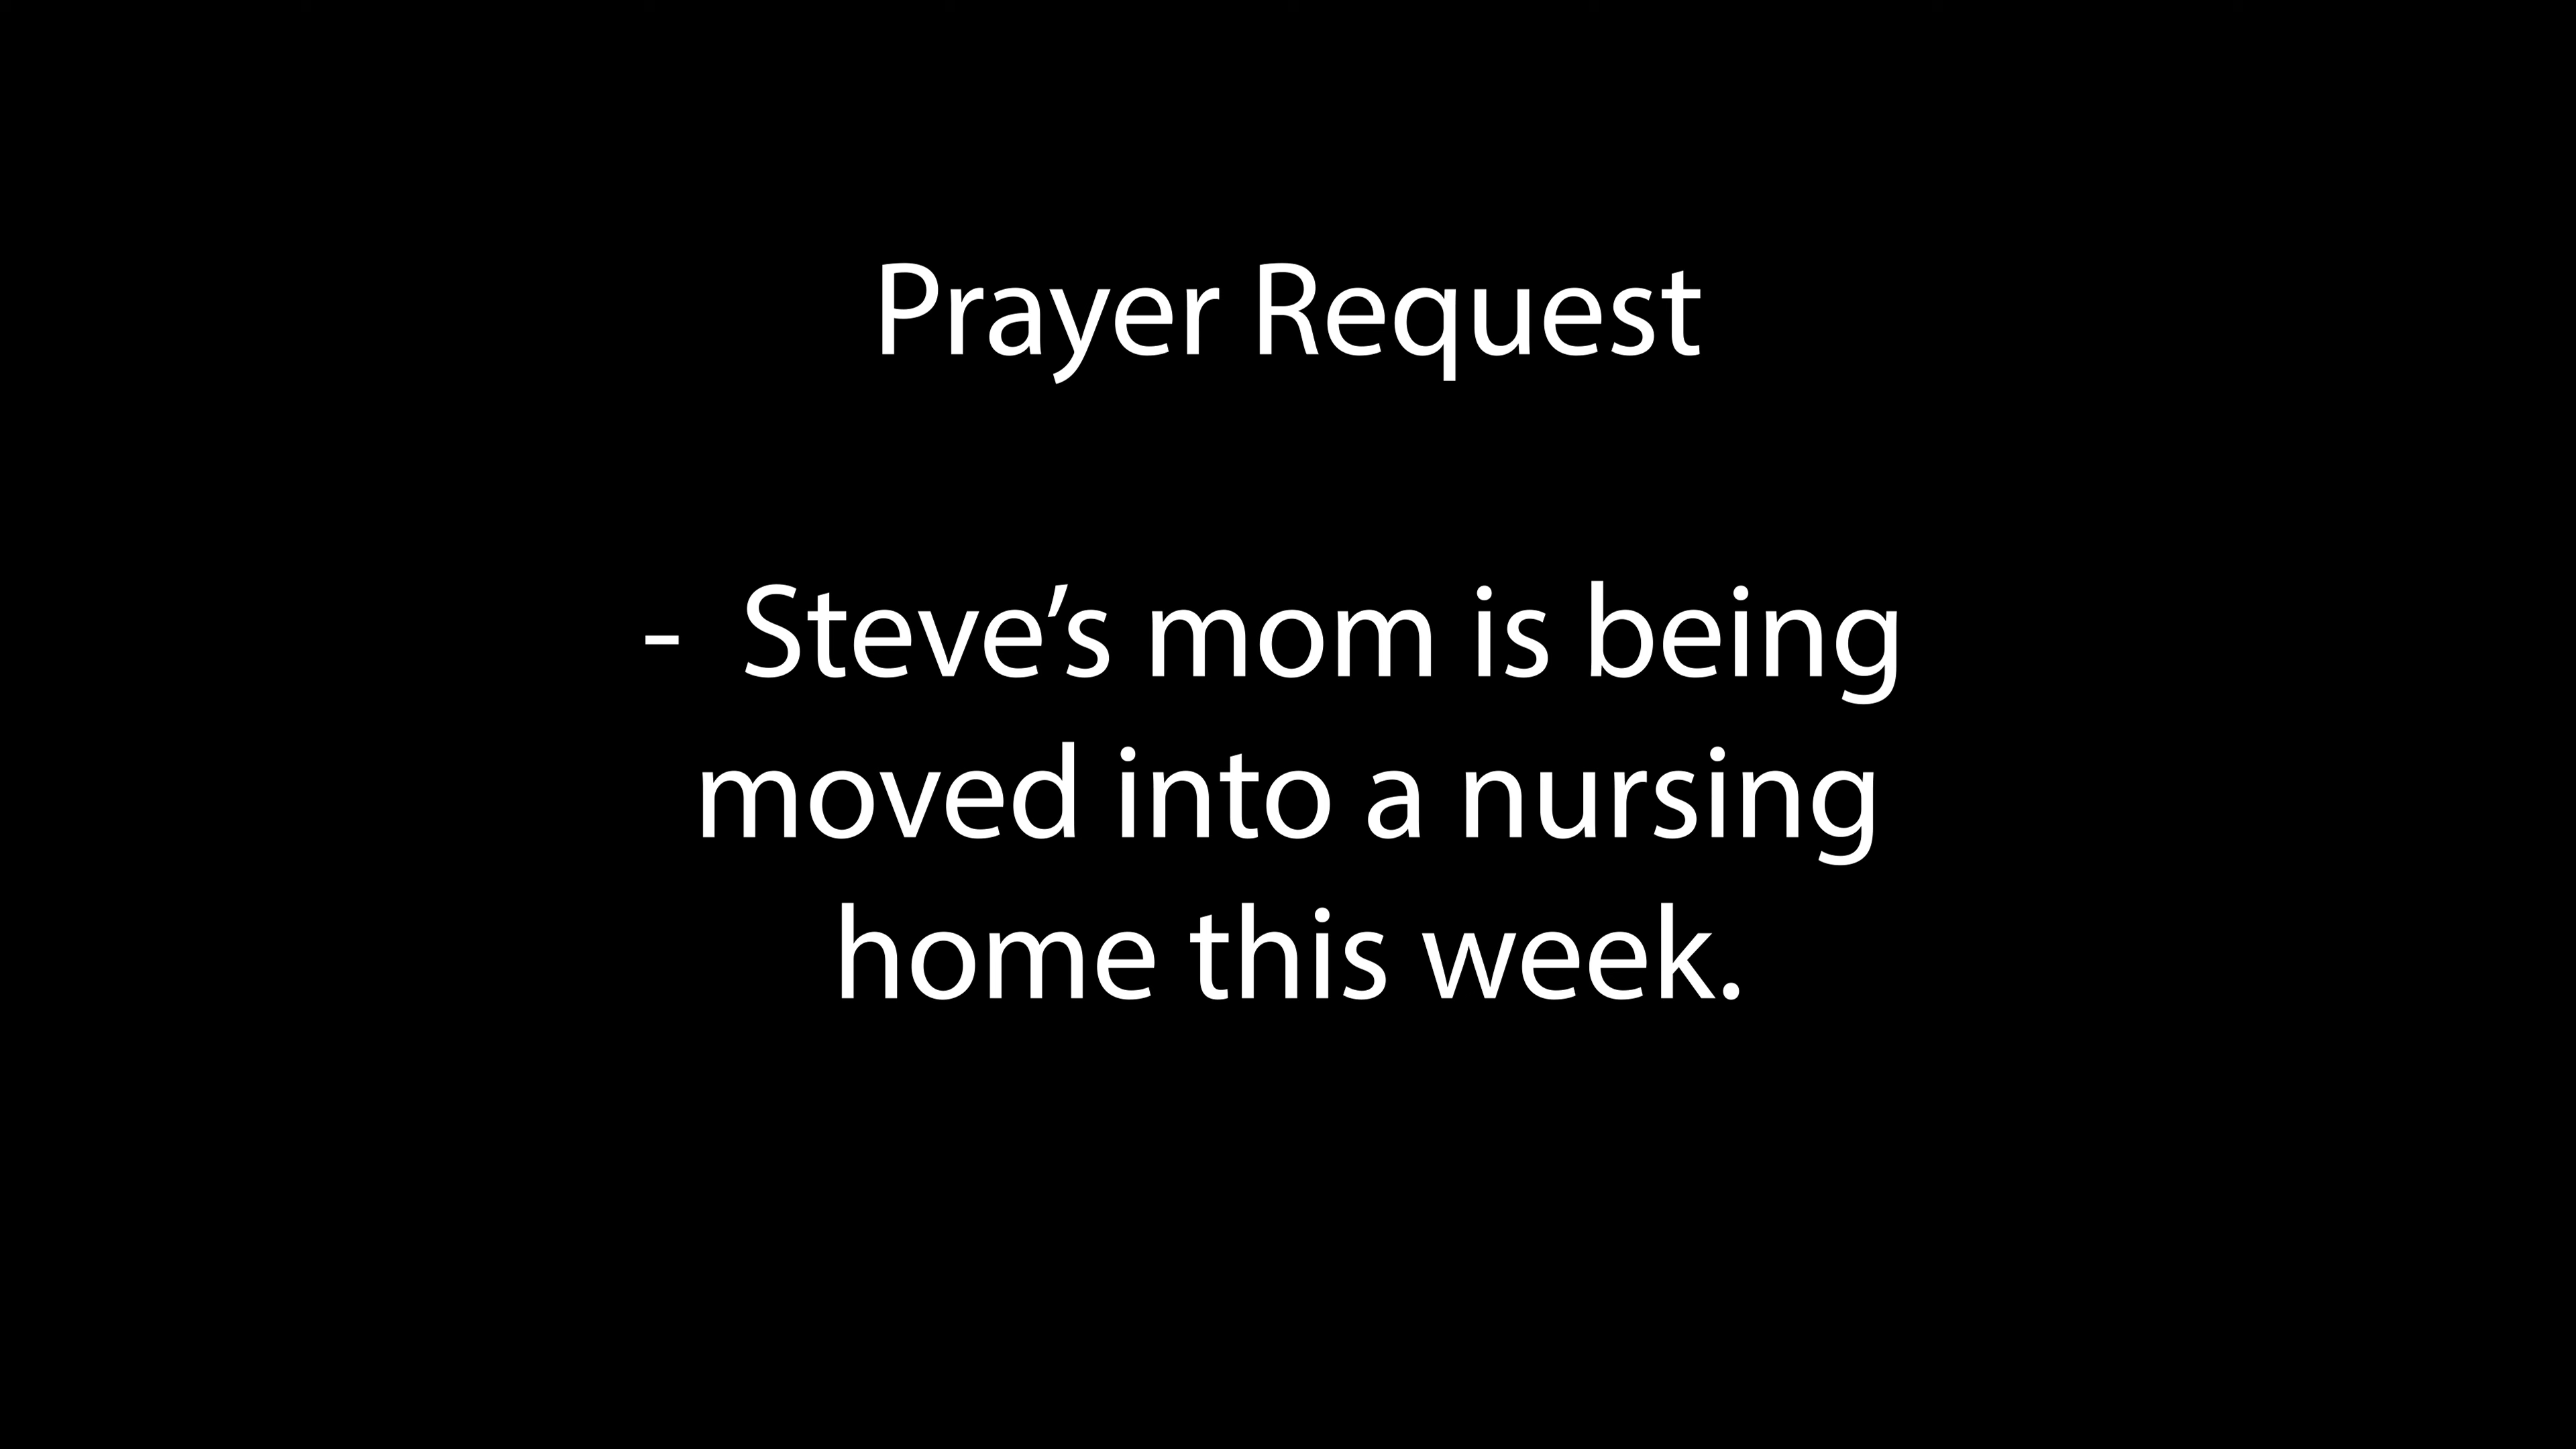 Prayer Request
- Steve’s mom is being
moved into a nursing
home this week.